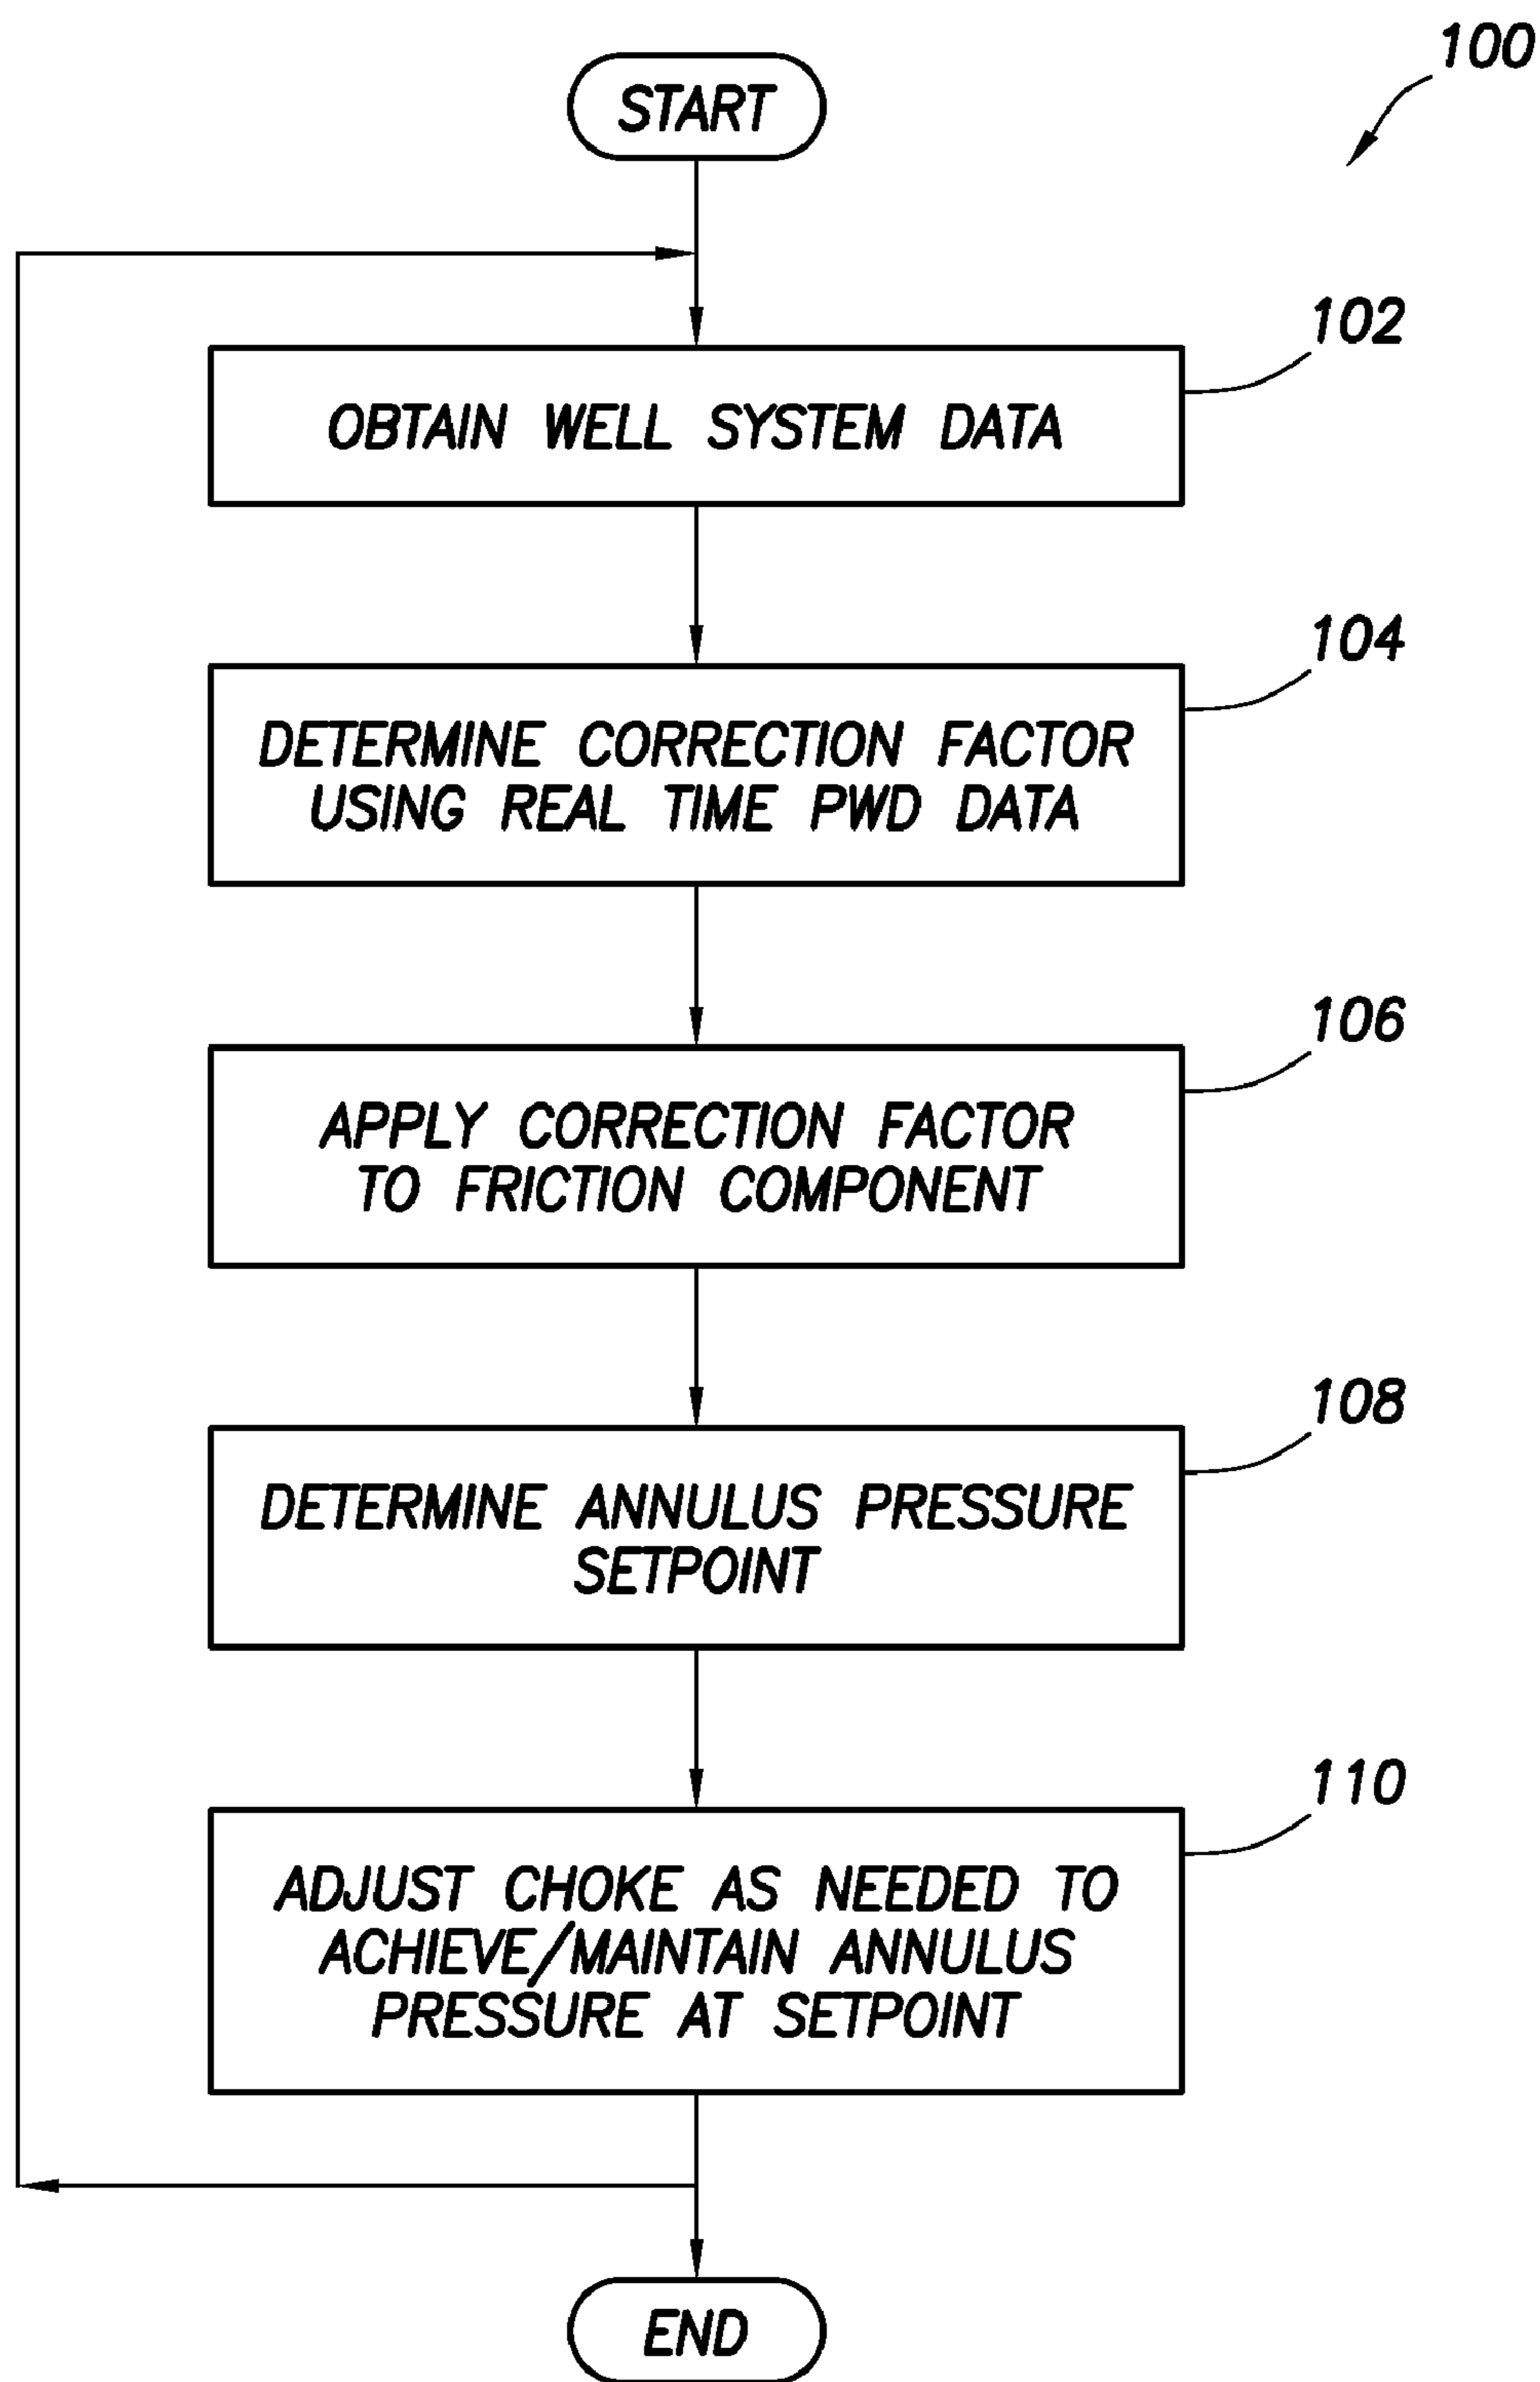 100
START
102
OBTAIN WELL SYSTEM DATA
104
DETERMINE CORRECTION FACTOR
USING REAL TIME PWD DATA
106
APPLY CORRECTION FACTOR
TO FRICTION COMPONENT
108
DETERMINE ANNULUS PRESSURE
SETPOINT
110
ADJUST CHOKE AS NEEDED TO
ACHIEVE/MAINTAIN ANNULUS
PRESSURE AT SETPOINT
END